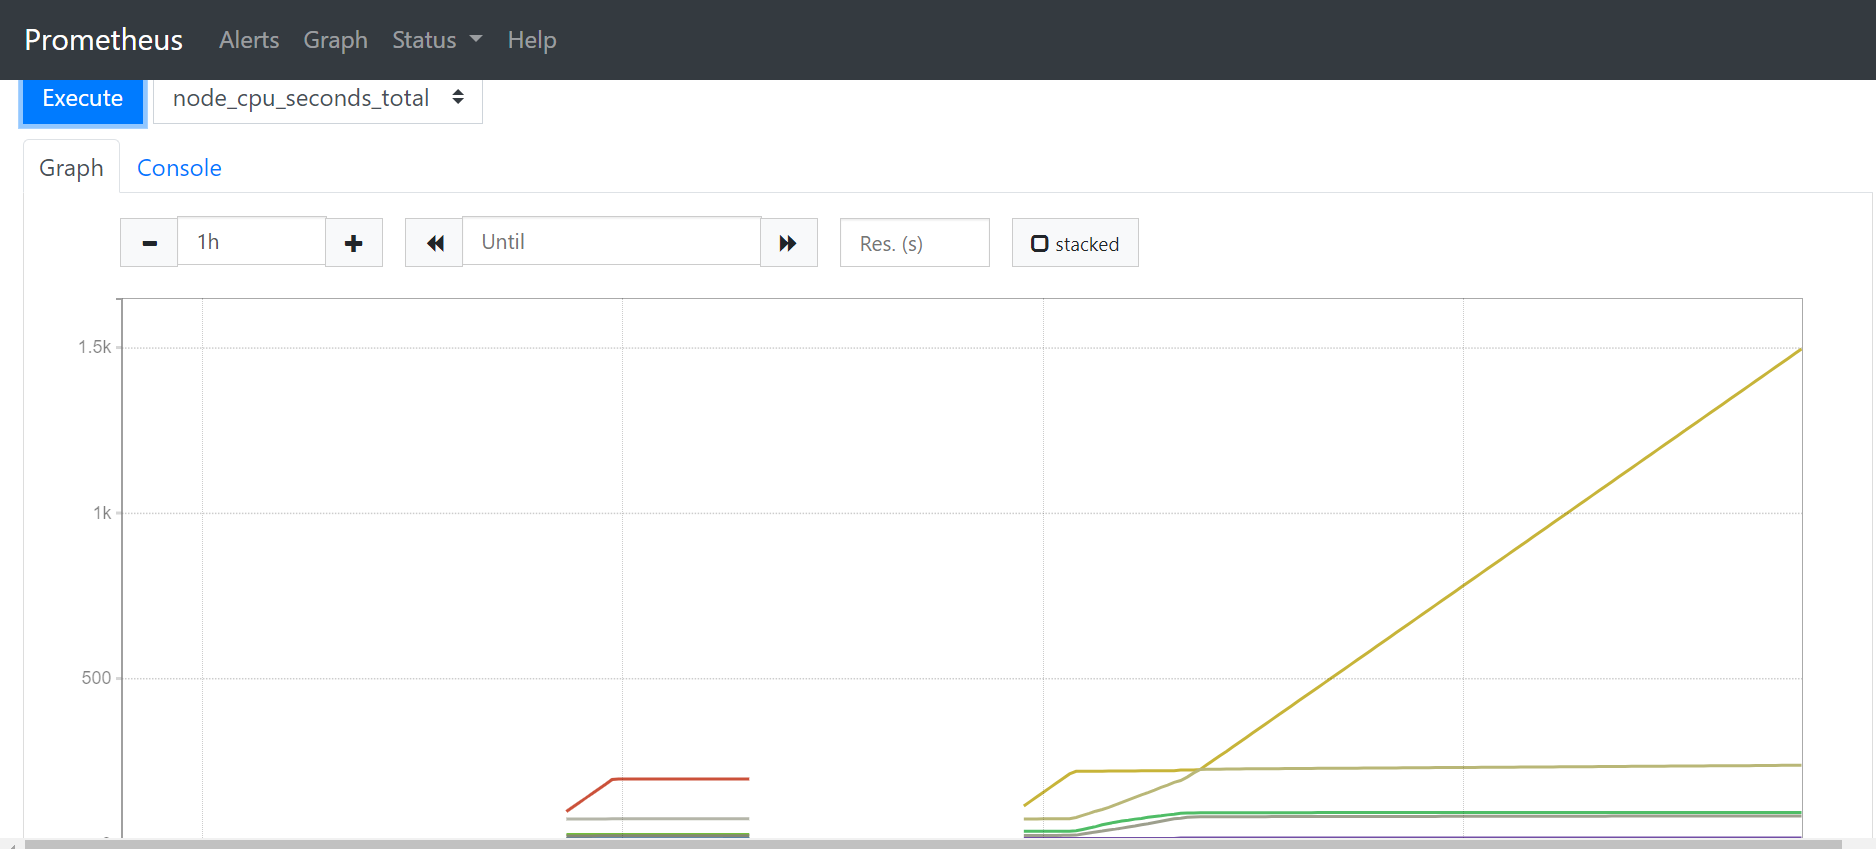 Prometheus Alerts Graph Status Help
Execute node_cpu_seconds_total
Graph Console
1h Until Res. (s) stacked
1.5k
1k
500